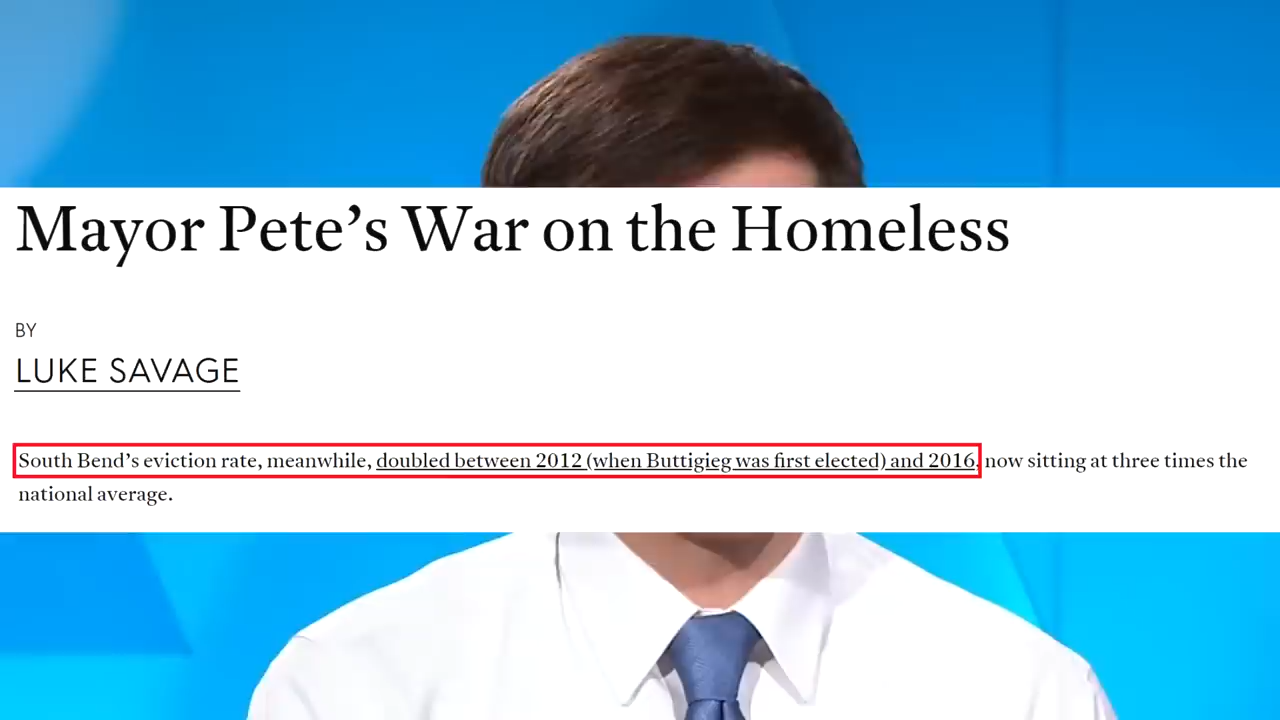 Mayor Pete’s War on the Homeless
BY
LUKE SAVAGE
South Bend’s eviction rate, meanwhile, doubled between 2012 (when Buttigieg was first elected) and 2016, now sitting at three times the
national average.